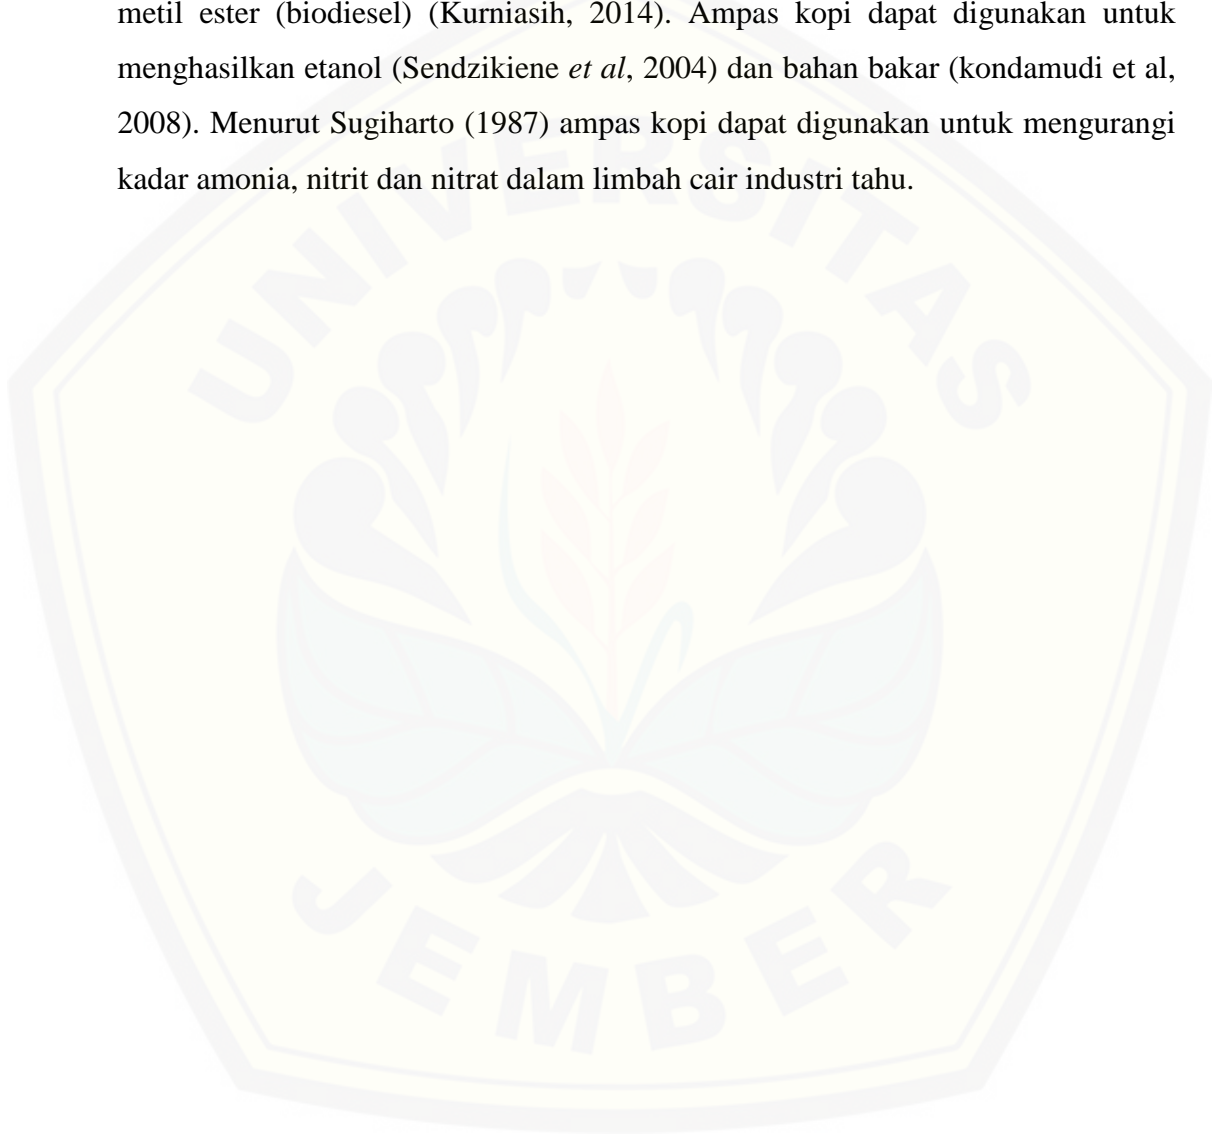 metil ester (biodiesel) (Kurniasih, 2014). Ampas kopi dapat digunakan untuk
menghasilkan etanol (Sendzikiene et al, 2004) dan bahan bakar (kondamudi et al,
2008). Menurut Sugiharto (1987) ampas kopi dapat digunakan untuk mengurangi
kadar amonia, nitrit dan nitrat dalam limbah cair industri tahu.
UNIVERSITAS
JEMBER